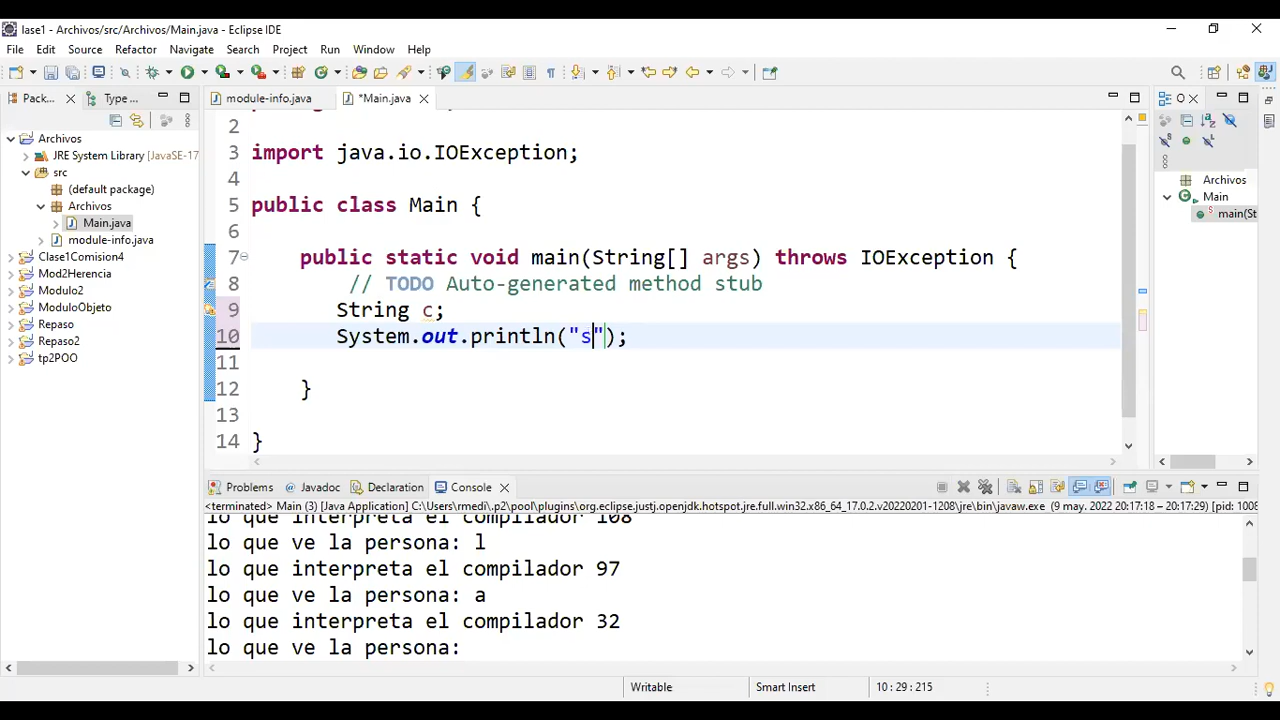 lase1 - Archivos/src/Archivos/Main.java - Eclipse IDE
File Edit Source Refactor Navigate Search Project Run Window Help
Pack... Type ...
Archivos
JRE System Library [JavaSE-17
src
(default package)
Archivos
Main.java
module-info.java
Clase1Comision4
Mod2Herencia
Modulo2
ModuloObjeto
Repaso
Repaso2
tp2POO
module-info.java *Main.java
2
3 import java.io.IOException;
4
5 public class Main {
6
7 public static void main(String[] args) throws IOException {
8 // TODO Auto-generated method stub
9 String c;
10 System.out.println("s");
11
12 }
13
14 }
O
Archivos
Main
main(St
Problems Javadoc Declaration Console
<terminated> Main (3) [Java Application] C:\Users\rmedi\.p2\pool\plugins\org.eclipse.justj.openjdk.hotspot.jre.full.win32.x86_64_17.0.2.v20220201-1208\jre\bin\javaw.exe (9 may. 2022 20:17:18 – 20:17:29) [pid: 1008
lo que interpreta el compilador 108
lo que ve la persona: l
lo que interpreta el compilador 97
lo que ve la persona: a
lo que interpreta el compilador 32
lo que ve la persona:
Writable Smart Insert 10 : 29 : 215